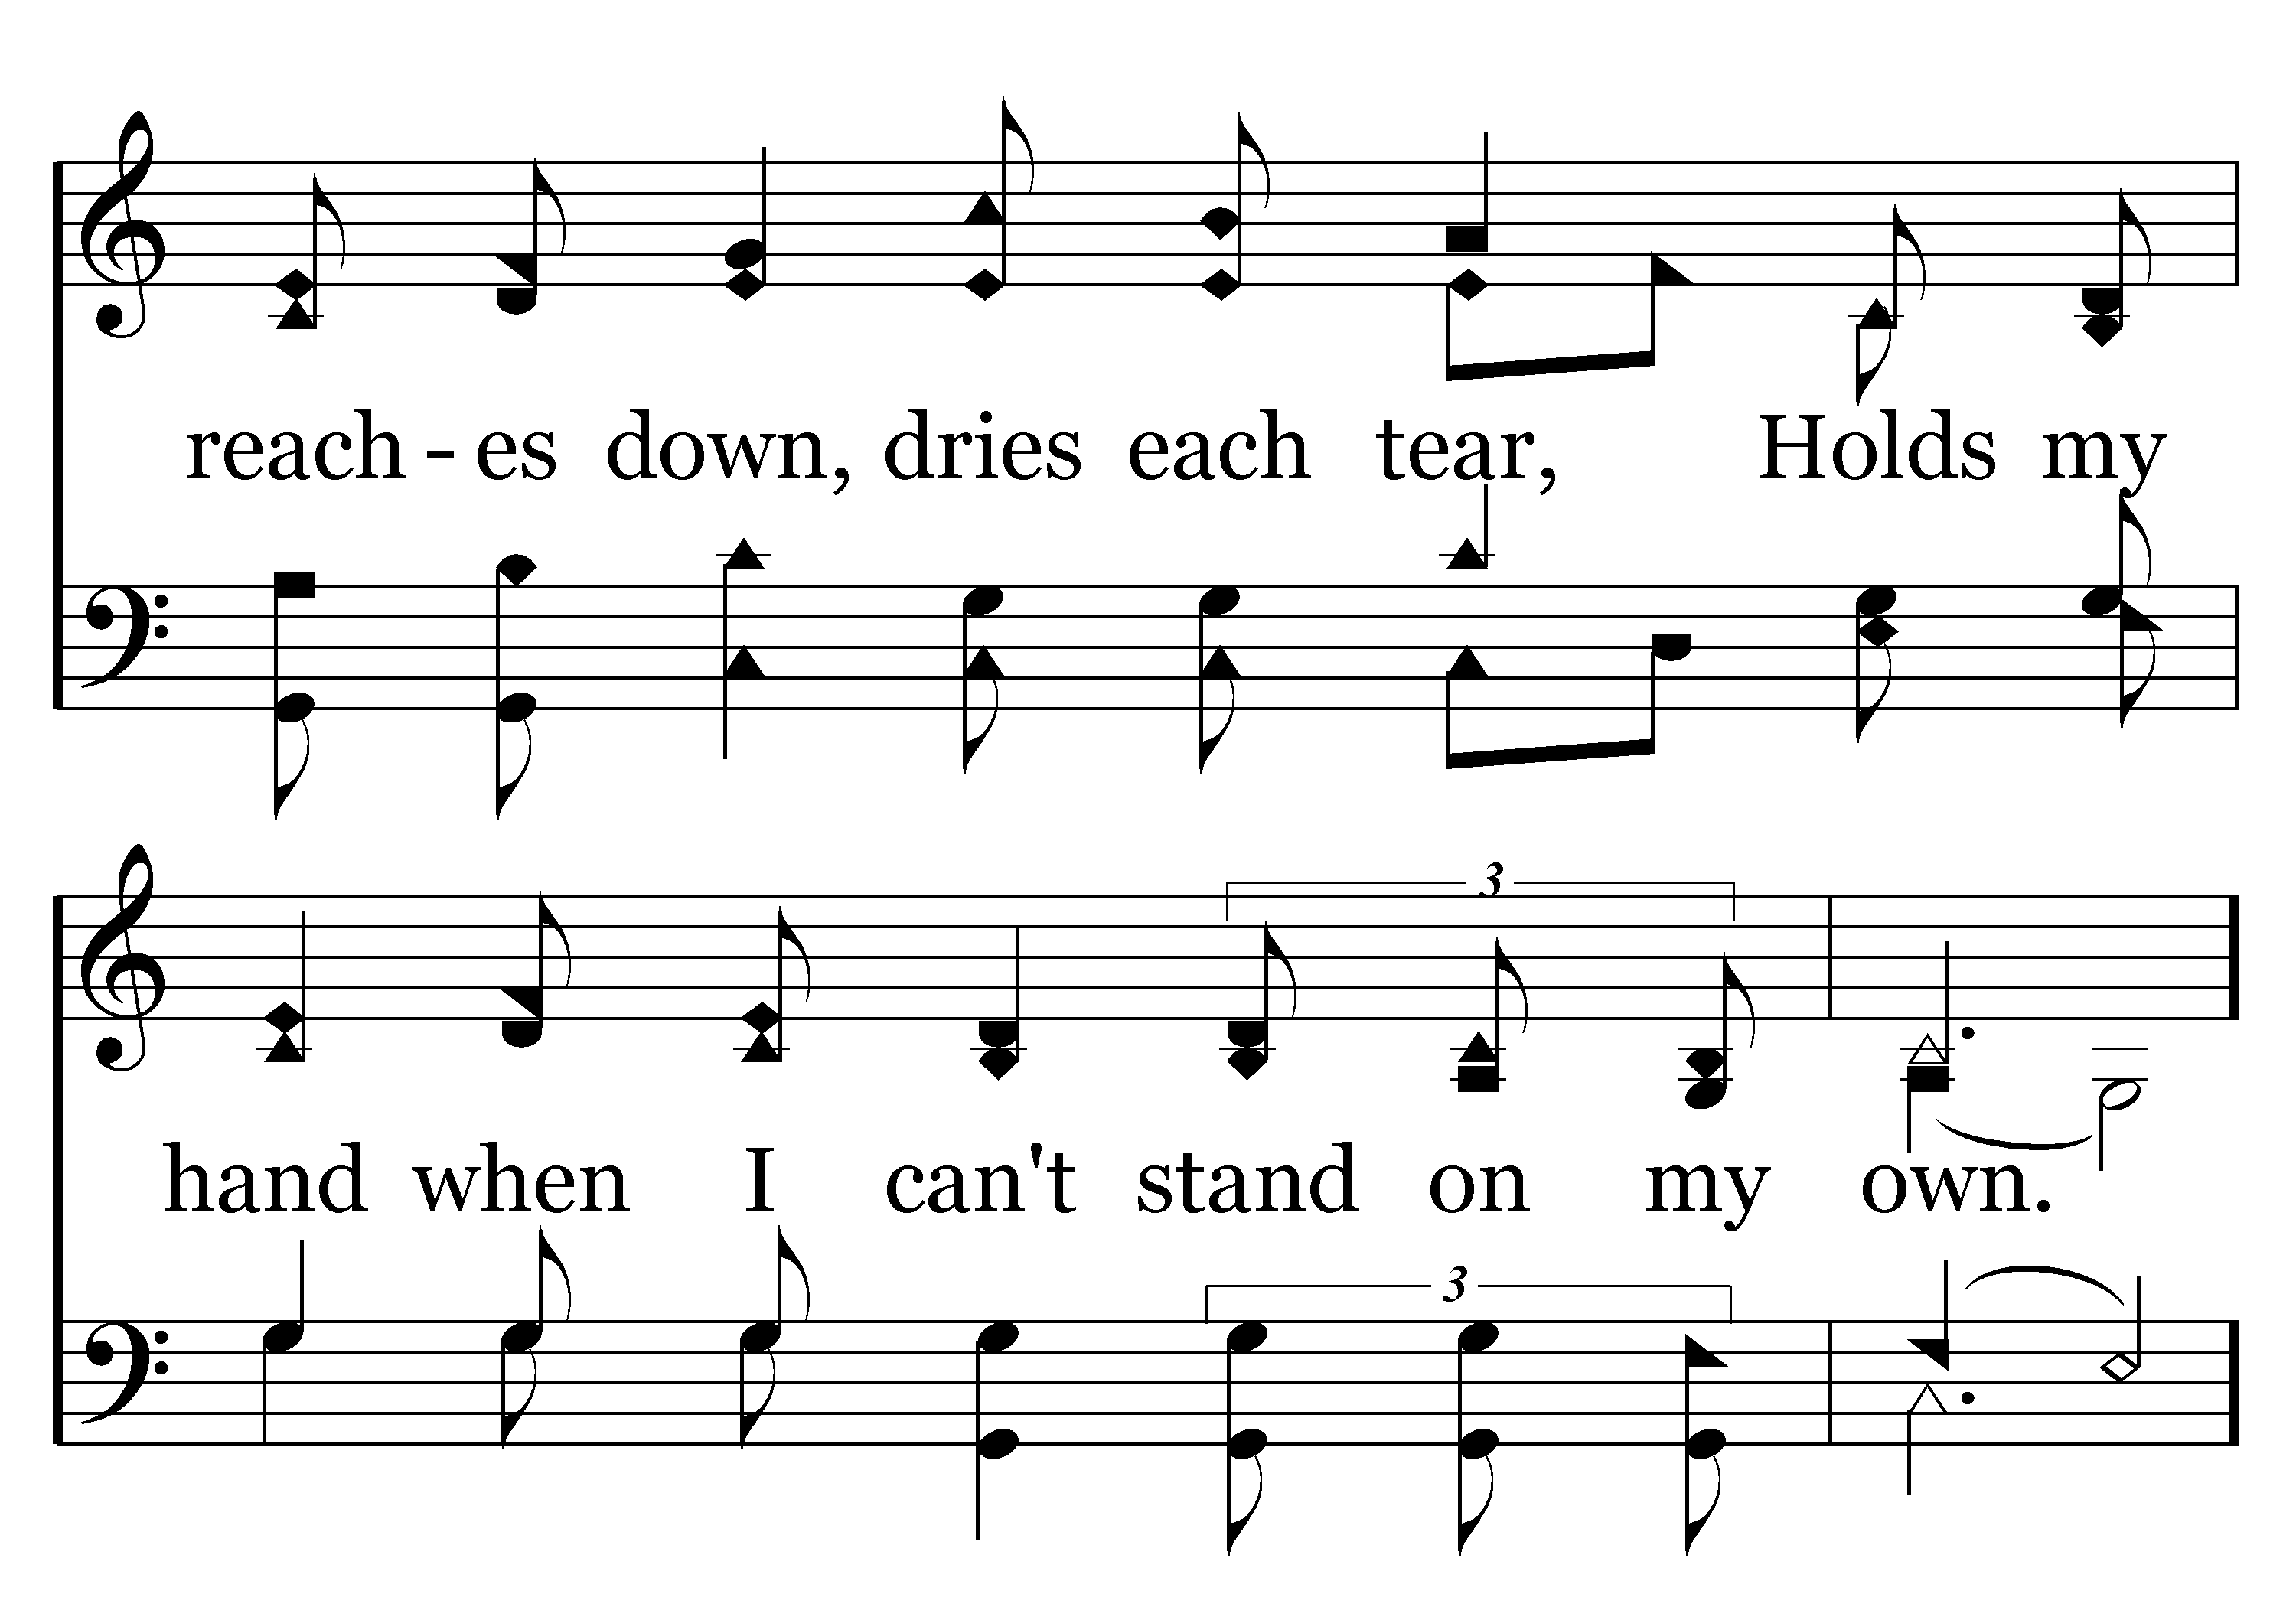 reach - es down, dries each tear, Holds my
3
hand when I can't stand on my own.
3